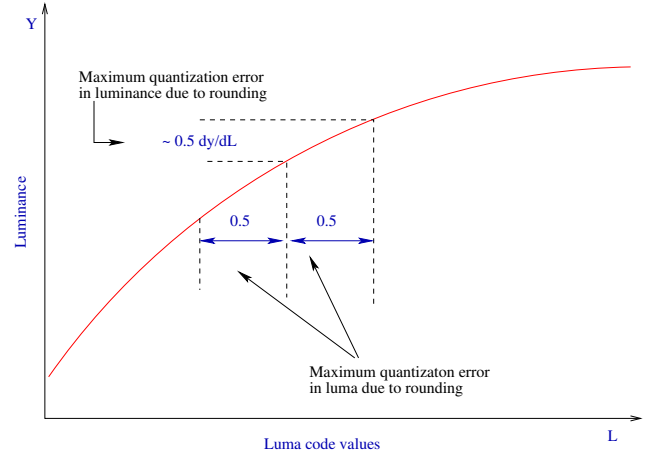 Y
Maximum quantization error
in luminance due to rounding
~ 0.5 dy/dL
Luminance
0.5
0.5
Maximum quantizaton error
in luma due to rounding
L
Luma code values